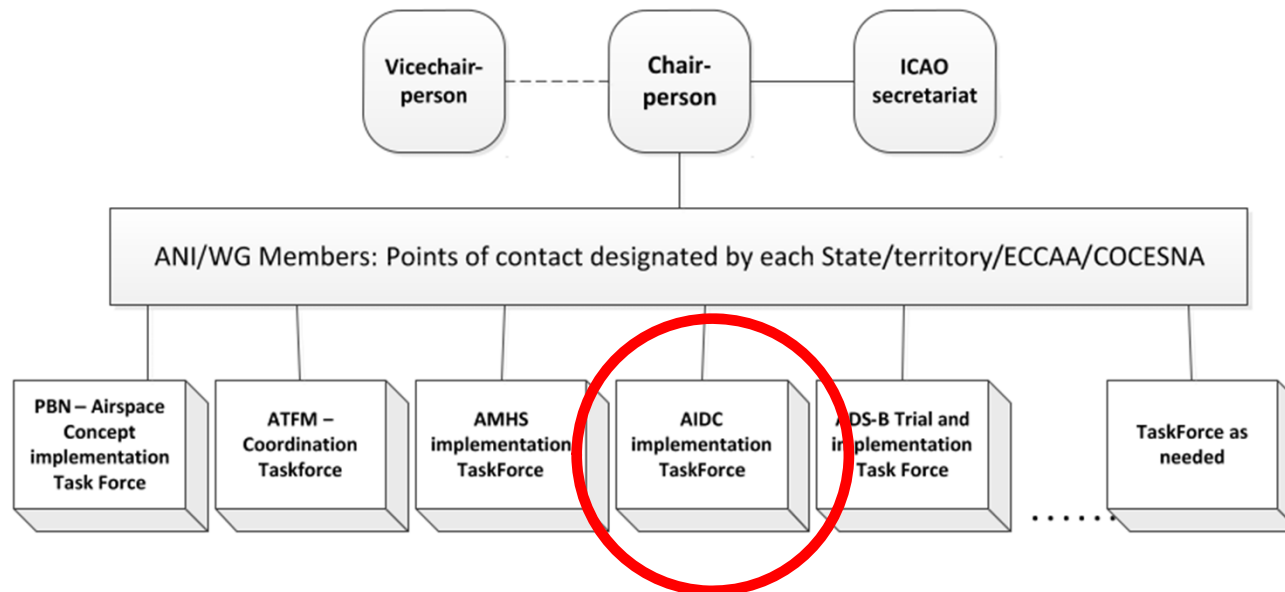 Vicechair-
person
Chair-
person
ICAO
secretariat
ANI/WG Members: Points of contact designated by each State/territory/ECCAA/COCESNA
PBN – Airspace
Concept
implementation
Task Force
ATFM –
Coordination
Taskforce
AMHS
implementation
TaskForce
AIDC
implementation
TaskForce
ADS-B Trial and
implementation
Task Force
......
TaskForce as
needed